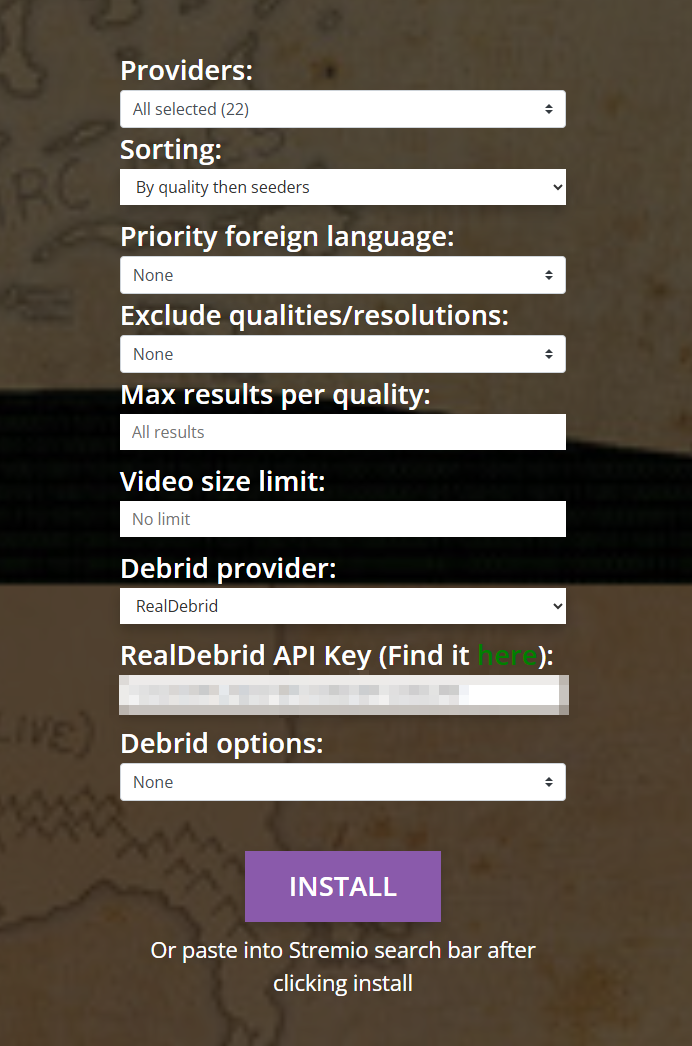 Providers:
All selected (22)
Sorting:
By quality then seeders
Priority foreign language:
None
Exclude qualities/resolutions:
None
Max results per quality:
All results
Video size limit:
No limit
Debrid provider:
RealDebrid
RealDebrid API Key (Find it here):
Debrid options:
None
INSTALL
Or paste into Stremio search bar after
clicking install